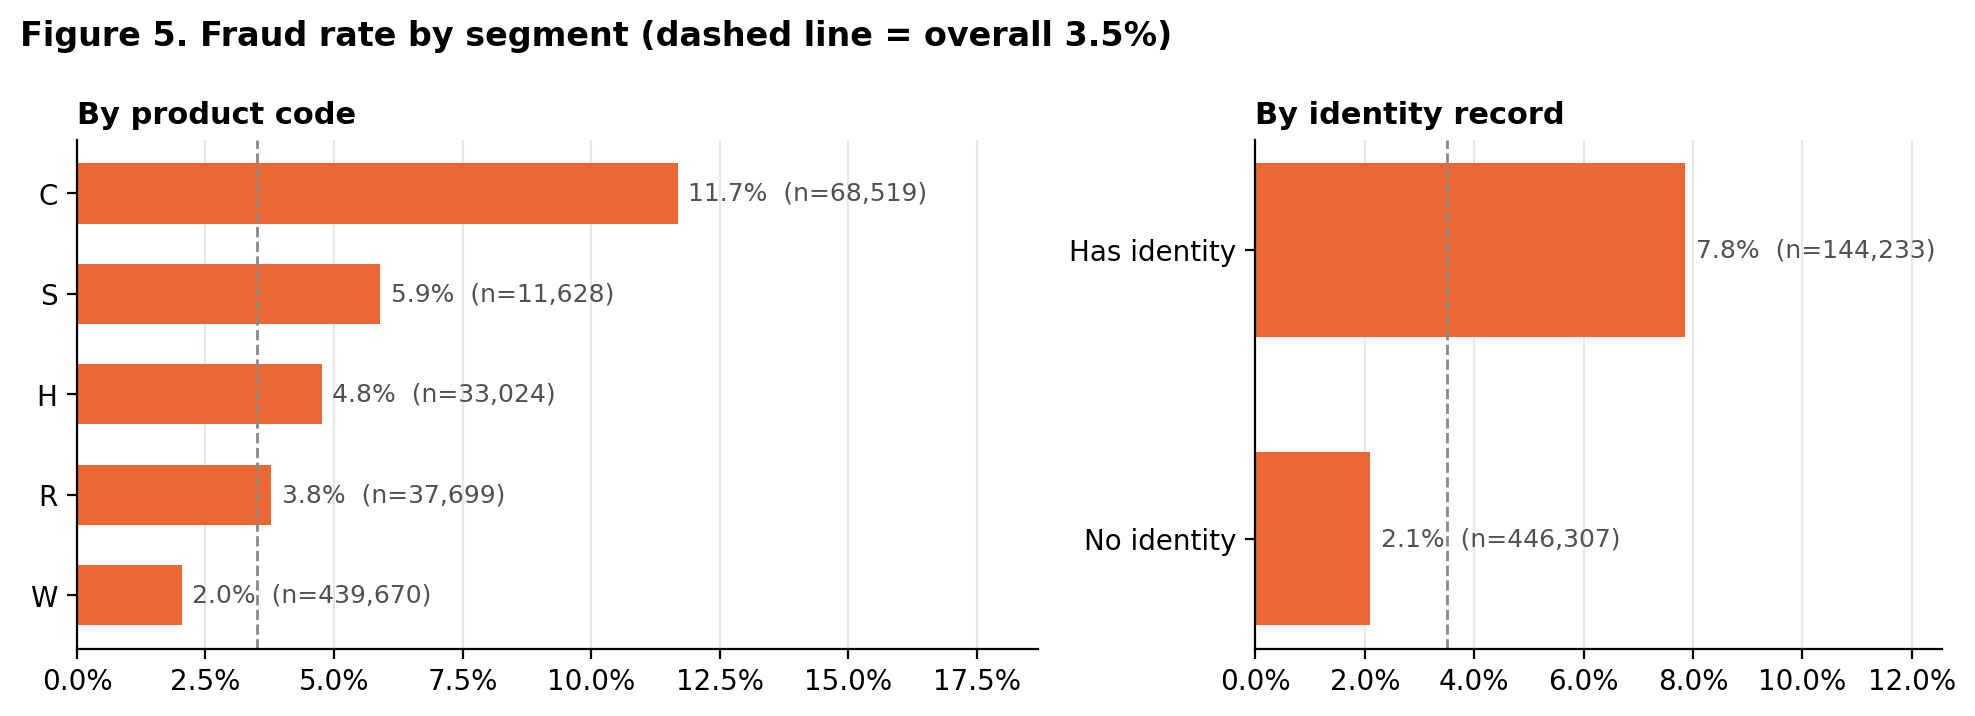 Figure 5. Fraud rate by segment (dashed line = overall 3.5%)
By product code
C
11.7% (n=68,519)
S
5.9% (n=11,628)
H
4.8% (n=33,024)
R
3.8% (n=37,699)
W
2.0% (n=439,670)
0.0% 2.5% 5.0% 7.5% 10.0% 12.5% 15.0% 17.5%
By identity record
Has identity
7.8% (n=144,233)
No identity
2.1% (n=446,307)
0.0% 2.0% 4.0% 6.0% 8.0% 10.0% 12.0%